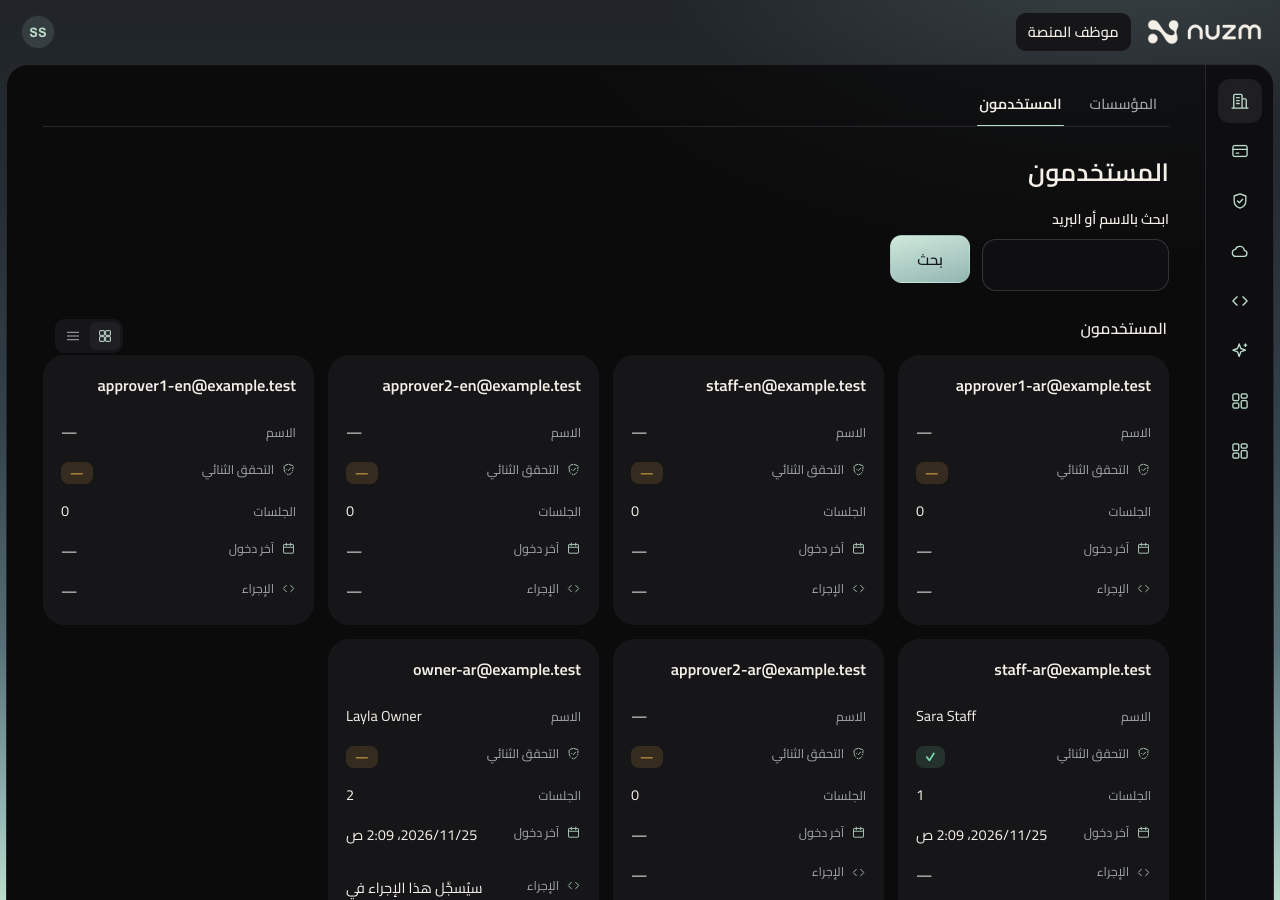 nuzm
موظف المنصة
SS
المؤسسات
المستخدمون
المستخدمون
ابحث بالاسم أو البريد
بحث
المستخدمون
approver1-ar@example.test
الاسم
—
التحقق الثنائي
—
الجلسات
0
آخر دخول
—
الإجراء
—
staff-en@example.test
الاسم
—
التحقق الثنائي
—
الجلسات
0
آخر دخول
—
الإجراء
—
approver2-en@example.test
الاسم
—
التحقق الثنائي
—
الجلسات
0
آخر دخول
—
الإجراء
—
approver1-en@example.test
الاسم
—
التحقق الثنائي
—
الجلسات
0
آخر دخول
—
الإجراء
—
staff-ar@example.test
الاسم
Sara Staff
التحقق الثنائي
✓
الجلسات
1
آخر دخول
2026/11/25، 2:09 ص
الإجراء
—
approver2-ar@example.test
الاسم
—
التحقق الثنائي
—
الجلسات
0
آخر دخول
—
الإجراء
—
owner-ar@example.test
الاسم
Layla Owner
التحقق الثنائي
—
الجلسات
2
آخر دخول
2026/11/25، 2:09 ص
الإجراء
سيُسجَّل هذا الإجراء في